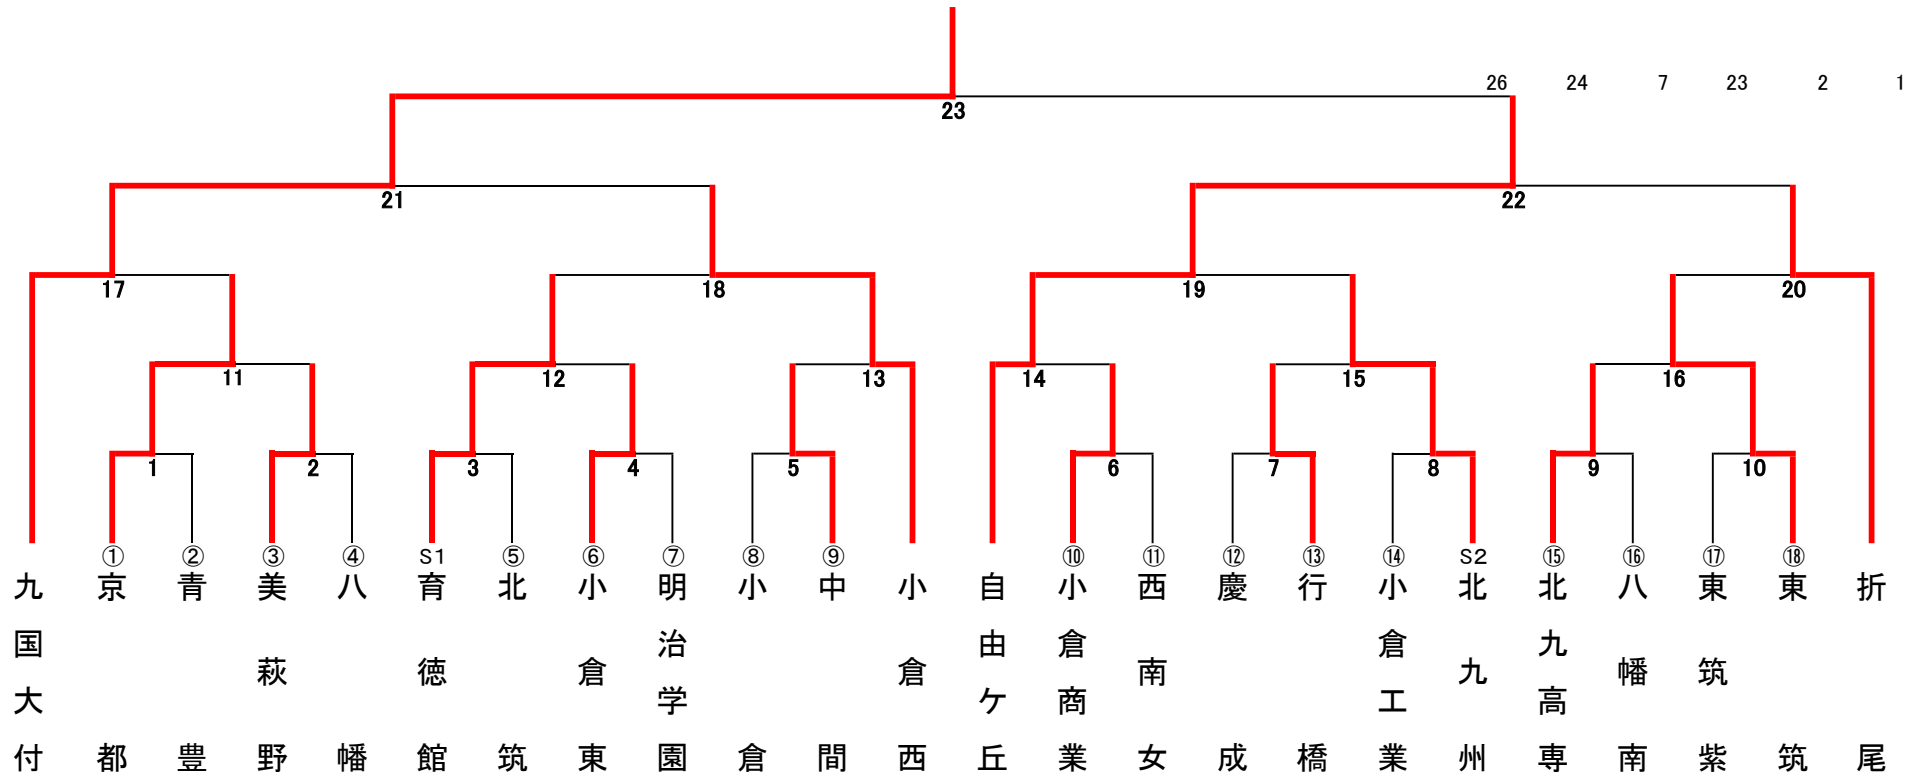 26 24 7 23 2 1
23
21 22
17 18 19 20
11 12 13 14 15 16
1 2 3 4 5 6 7 8 9 10
① ② ③ ④ S1 ⑤ ⑥ ⑦ ⑧ ⑨ ⑩ ⑪ ⑫ ⑬ ⑭ S2 ⑮ ⑯ ⑰ ⑱
九国大付
京都
青豊
美萩野
八幡
育徳館
北筑
小倉東
明治学園
小倉
中間
小倉西
自由ケ丘
小倉商業
西南女
慶成
行橋
小倉工業
北九州
北九高専
八幡南
東筑紫
東筑
折尾